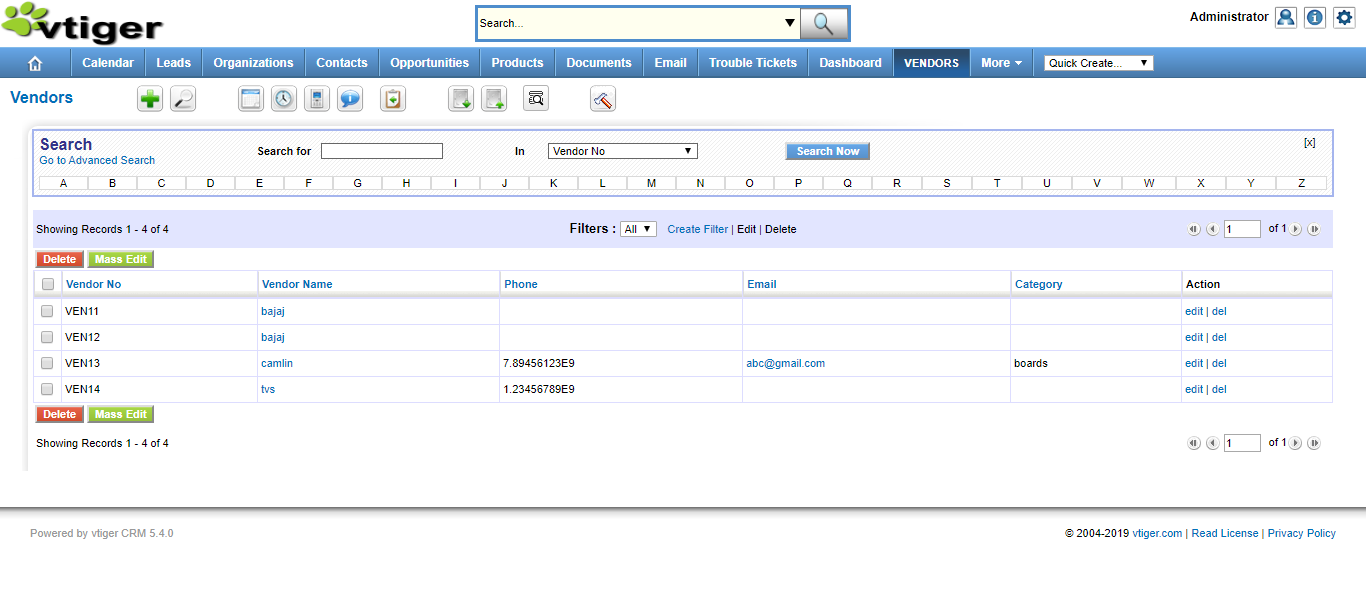 vtiger
Search...
Administrator
Calendar Leads Organizations Contacts Opportunities Products Documents Email Trouble Tickets Dashboard VENDORS More Quick Create...
Vendors
Search
Go to Advanced Search
Search for In Vendor No Search Now [x]
A B C D E F G H I J K L M N O P Q R S T U V W X Y Z
Showing Records 1 - 4 of 4 Filters : All Create Filter | Edit | Delete 1 of 1
Delete Mass Edit
Vendor No Vendor Name Phone Email Category Action
VEN11 bajaj edit | del
VEN12 bajaj edit | del
VEN13 camlin 7.89456123E9 abc@gmail.com boards edit | del
VEN14 tvs 1.23456789E9 edit | del
Delete Mass Edit
Showing Records 1 - 4 of 4 1 of 1
Powered by vtiger CRM 5.4.0 © 2004-2019 vtiger.com | Read License | Privacy Policy